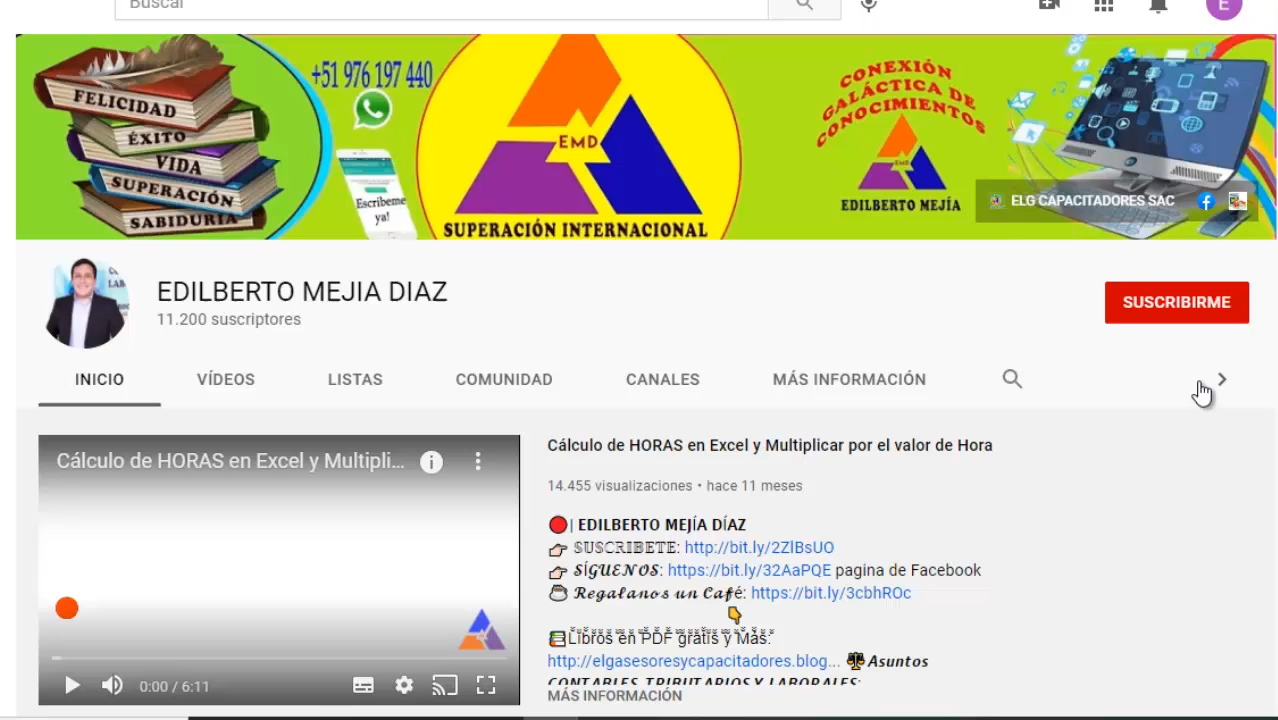 Buscar
E
FELICIDAD
ÉXITO
VIDA
SUPERACIÓN
SABIDURIA
+51 976 197 440
Escribeme
ya!
EMD
SUPERACIÓN INTERNACIONAL
CONEXIÓN
GALÁCTICA DE
CONOCIMIENTOS
EMD
EDILBERTO MEJÍA
ELG CAPACITADORES SAC
EDILBERTO MEJIA DIAZ
11.200 suscriptores
SUSCRIBIRME
INICIO VÍDEOS LISTAS COMUNIDAD CANALES MÁS INFORMACIÓN
Cálculo de HORAS en Excel y Multipli...
0:00 / 6:11
Cálculo de HORAS en Excel y Multiplicar por el valor de Hora
14.455 visualizaciones • hace 11 meses
| EDILBERTO MEJÍA DÍAZ
SUSCRIBETE: http://bit.ly/2ZlBsUO
SÍGUENOS: https://bit.ly/32AaPQE pagina de Facebook
Regalanos un Café: https://bit.ly/3cbhROc
Libros en PDF gratis y Más:
http://elgasesoresycapacitadores.blog... Asuntos
CONTABLES, TRIBUTARIOS Y LABORALES:
MÁS INFORMACIÓN